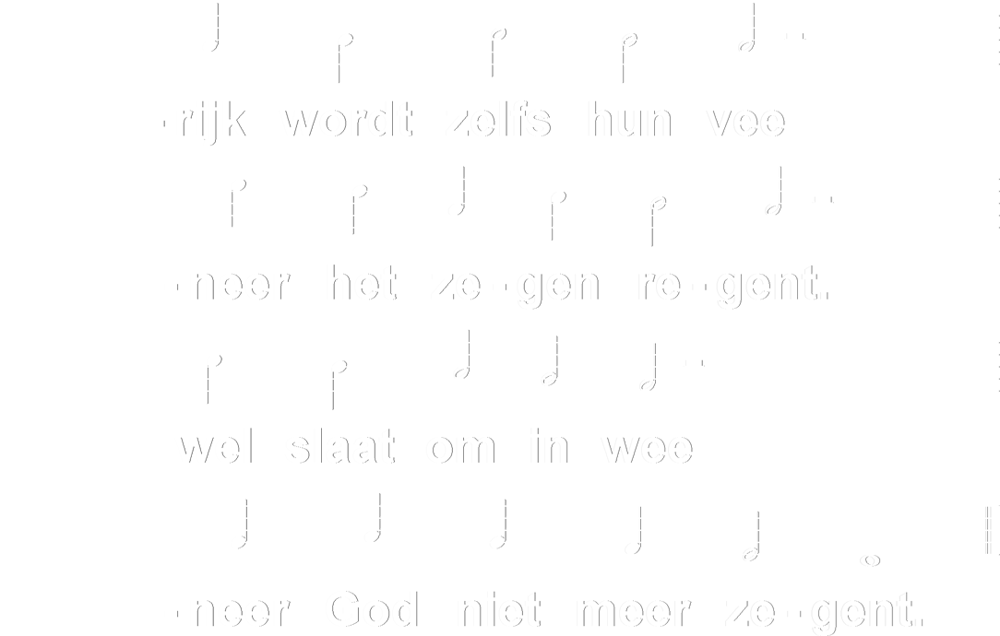 -rijk wordt zelfs hun vee
-neer het ze-gen re-gent.
wel slaat om in wee
-neer God niet meer ze-gent.